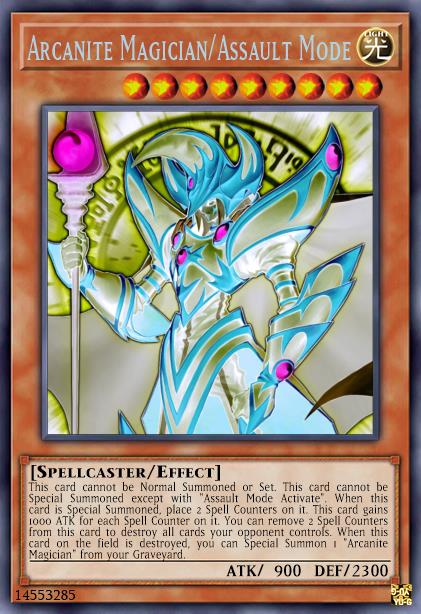 ARCANITE MAGICIAN/ASSAULT MODE
LIGHT
光
[SPELLCASTER/EFFECT]
This card cannot be Normal Summoned or Set. This card cannot be
Special Summoned except with "Assault Mode Activate". When this
card is Special Summoned, place 2 Spell Counters on it. This card gains
1000 ATK for each Spell Counter on it. You can remove 2 Spell Counters
from this card to destroy all cards your opponent controls. When this
card on the field is destroyed, you can Special Summon 1 "Arcanite
Magician" from your Graveyard.
ATK/ 900 DEF/2300
14553285